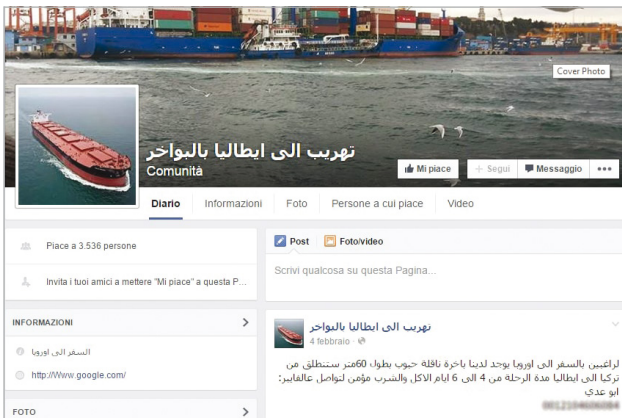 Cover Photo
تهريب الى ايطاليا بالبواخر
Comunità
Mi piace
Segui
Messaggio
Diario Informazioni Foto Persone a cui piace Video
Piace a 3.536 persone
Invita i tuoi amici a mettere "Mi piace" a questa P...
INFORMAZIONI
السفر الى اوروبا
http://Www.google.com/
FOTO
Post Foto/video
Scrivi qualcosa su questa Pagina...
تهريب الى ايطاليا بالبواخر
4 febbraio
لراغبين بالسفر الى اوروبا يوجد لدينا باخرة ناقلة حبوب بطول 60متر ستنطلق من
تركيا الى ايطاليا مدة الرحلة من 4 الى 6 ايام الاكل والشرب مؤمن لتواصل عالفايبر:
ابو عدي